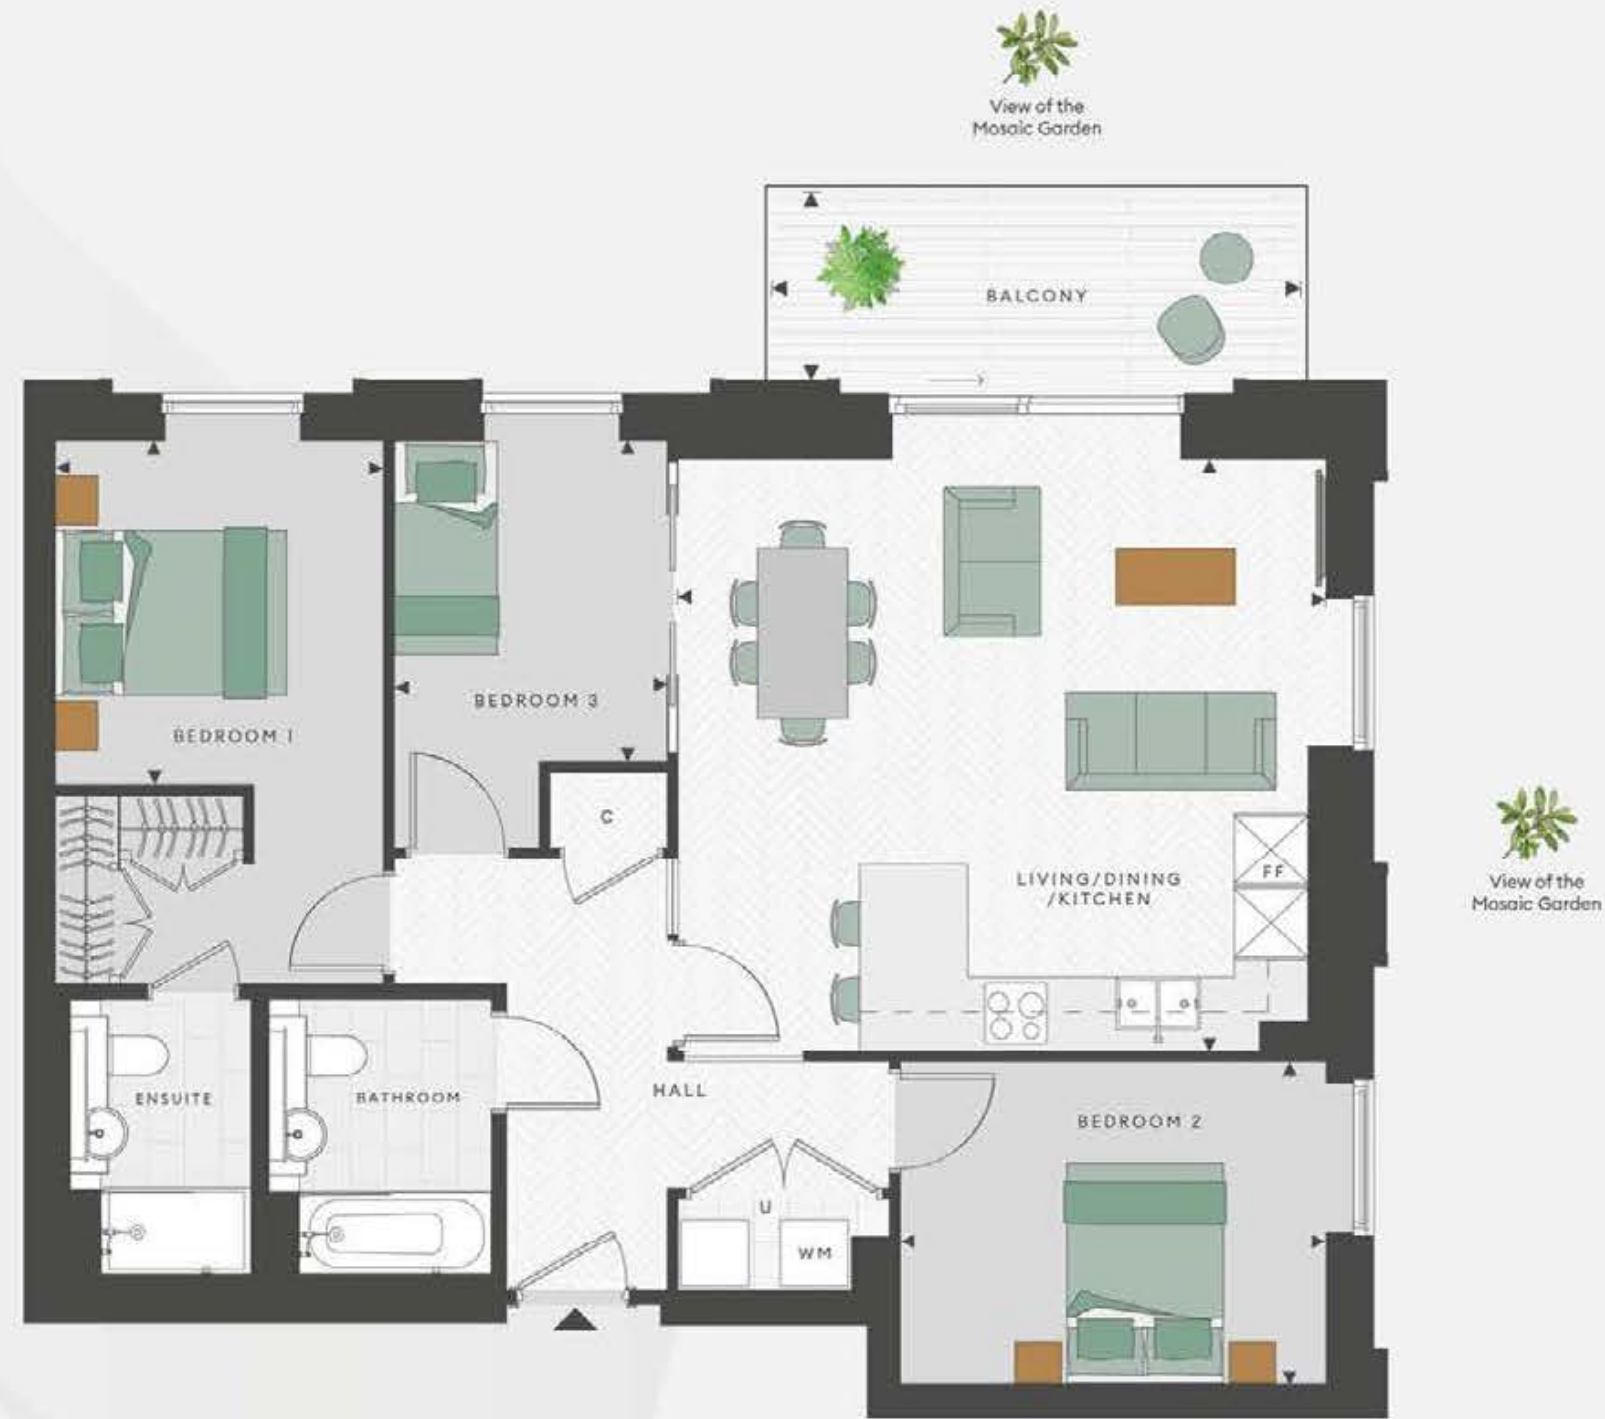 View of the
Mosaic Garden
BALCONY
BEDROOM 3
BEDROOM 1
C
LIVING/DINING
/KITCHEN
FF
View of the
Mosaic Garden
ENSUITE
BATHROOM
HALL
BEDROOM 2
U
WM